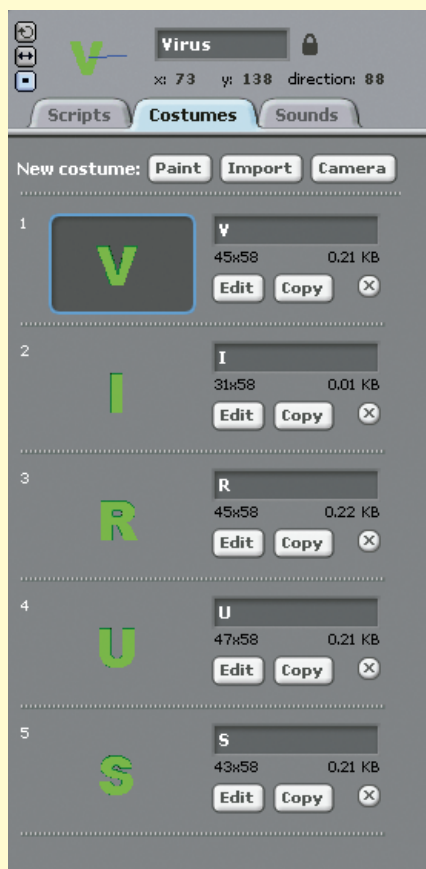 V
Virus
x: 73 y: 138 direction: 88
Scripts Costumes Sounds
New costume: Paint Import Camera
1
V
V
45x58 0.21 KB
Edit Copy X
2
I
I
31x58 0.01 KB
Edit Copy X
3
R
R
45x58 0.22 KB
Edit Copy X
4
U
U
47x58 0.21 KB
Edit Copy X
5
S
S
43x58 0.21 KB
Edit Copy X